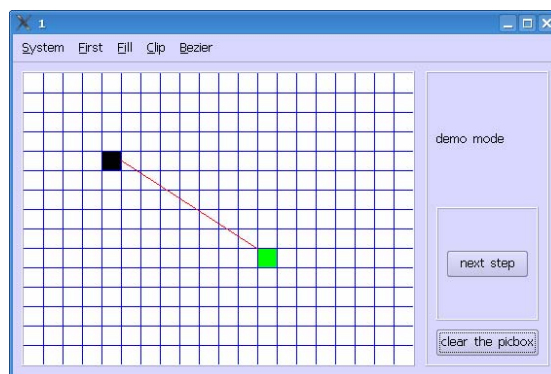 1
System First Fill Clip Bezier
demo mode
next step
clear the picbox